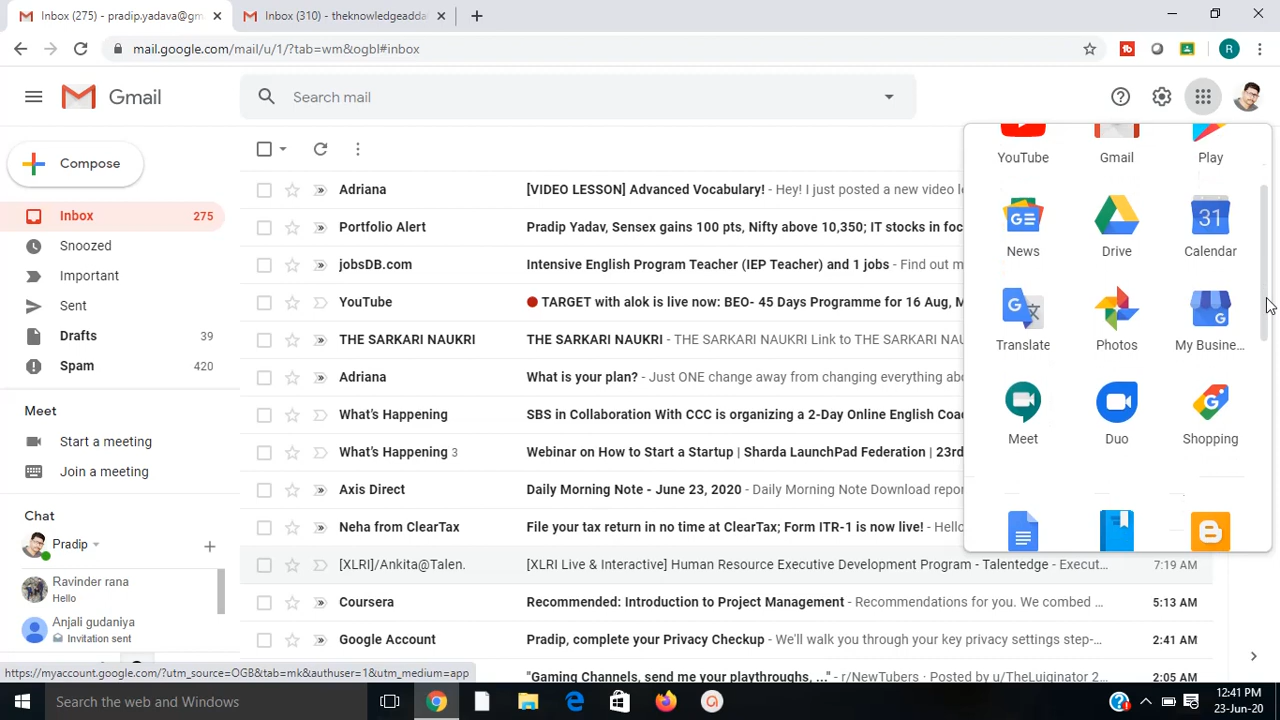 Inbox (275) - pradip.yadava@gm
Inbox (310) - theknowledgeadda
mail.google.com/mail/u/1/?tab=wm&ogbl#inbox
R
Gmail
Search mail
Compose
Inbox 275
Snoozed
Important
Sent
Drafts 39
Spam 420
Meet
Start a meeting
Join a meeting
Chat
Pradip
Ravinder rana
Hello
Anjali gudaniya
Invitation sent
Adriana [VIDEO LESSON] Advanced Vocabulary! - Hey! I just posted a new video le
Portfolio Alert Pradip Yadav, Sensex gains 100 pts, Nifty above 10,350; IT stocks in foc
jobsDB.com Intensive English Program Teacher (IEP Teacher) and 1 jobs - Find out m
YouTube TARGET with alok is live now: BEO- 45 Days Programme for 16 Aug, M
THE SARKARI NAUKRI THE SARKARI NAUKRI - THE SARKARI NAUKRI Link to THE SARKARI NAU
Adriana What is your plan? - Just ONE change away from changing everything abo
What's Happening SBS in Collaboration With CCC is organizing a 2-Day Online English Coa
What's Happening 3 Webinar on How to Start a Startup | Sharda LaunchPad Federation | 23rd
Axis Direct Daily Morning Note - June 23, 2020 - Daily Morning Note Download repor
Neha from ClearTax File your tax return in no time at ClearTax; Form ITR-1 is now live! - Hello
[XLRI]/Ankita@Talen. [XLRI Live & Interactive] Human Resource Executive Development Program - Talentedge - Execut... 7:19 AM
Coursera Recommended: Introduction to Project Management - Recommendations for you. We combed ... 5:13 AM
Google Account Pradip, complete your Privacy Checkup - We'll walk you through your key privacy settings step-... 2:41 AM
"Gaming Channels, send me your playthroughs, ..." - r/NewTubers - Posted by u/TheLuiginator 2 2:05 AM
YouTube Gmail Play
GE 31
News Drive Calendar
G 文 G
Translate Photos My Busine...
G
Meet Duo Shopping
https://myaccount.google.com/?utm_source=OGB&tab=mk&authuser=1&utm_medium=app
Search the web and Windows
12:41 PM
23-Jun-20